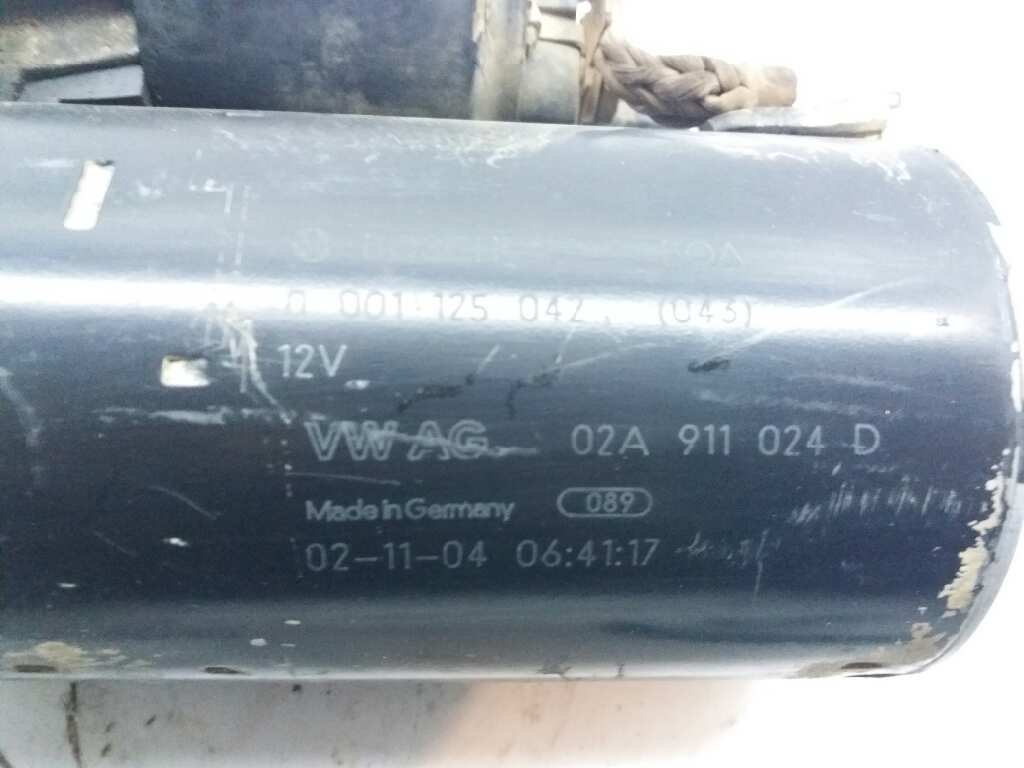 0 001 125 042 (043)
12V
VW AG 02A 911 024 D
Made in Germany 089
02-11-04 06:41:17